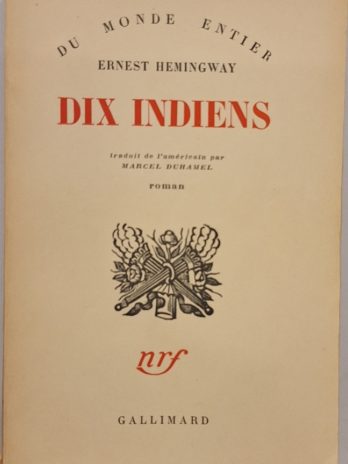 DU MONDE ENTIER
ERNEST HEMINGWAY
DIX INDIENS
traduit de l'américain par
MARCEL DUHAMEL
roman
nrf
GALLIMARD